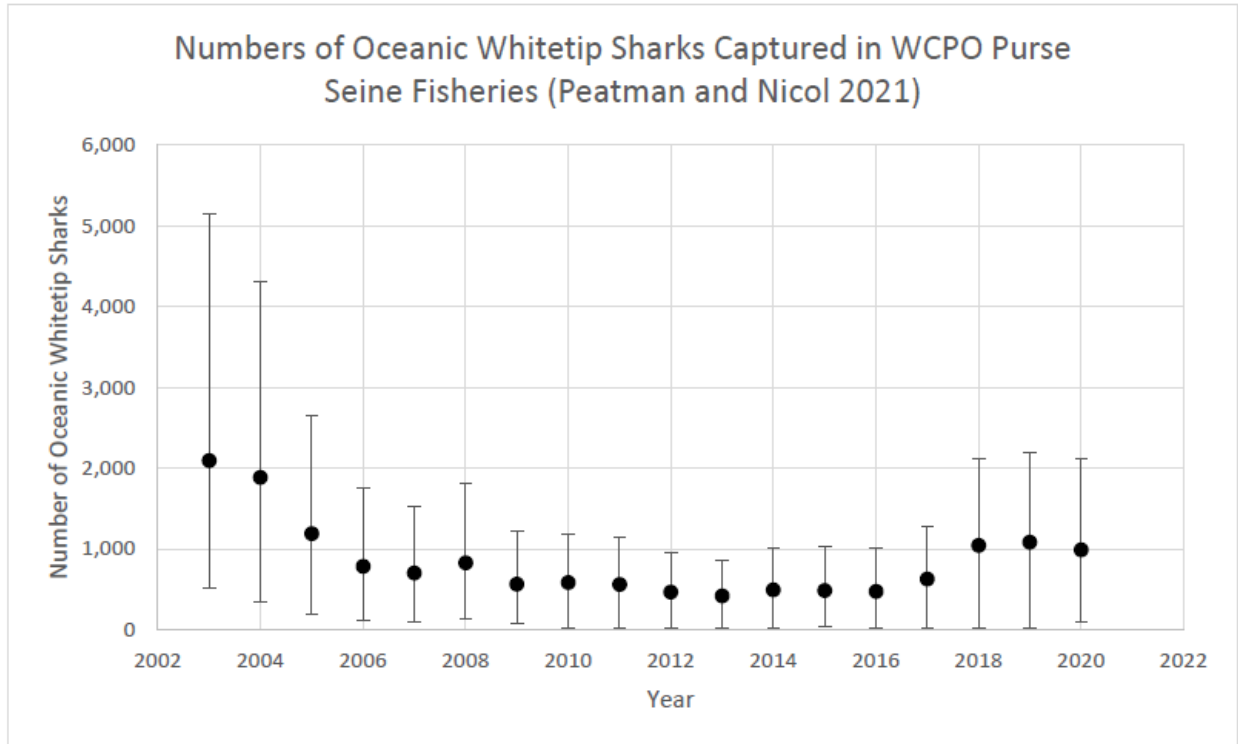 Numbers of Oceanic Whitetip Sharks Captured in WCPO Purse
Seine Fisheries (Peatman and Nicol 2021)
Number of Oceanic Whitetip Sharks
6,000
5,000
4,000
3,000
2,000
1,000
0
2002 2004 2006 2008 2010 2012 2014 2016 2018 2020 2022
Year